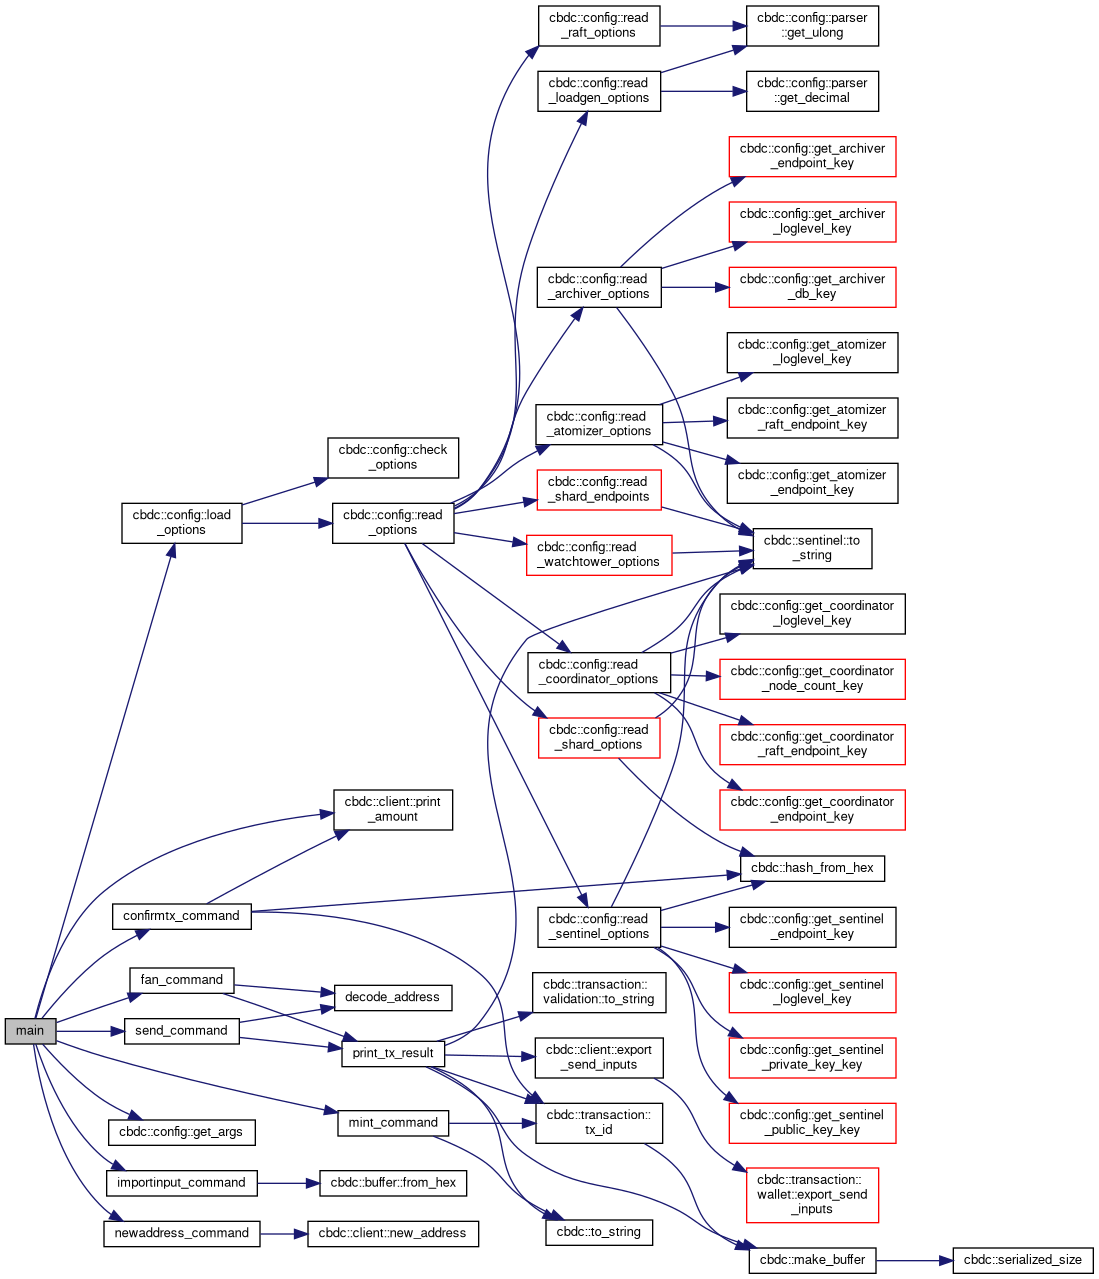 main
cbdc::config::load
_options
cbdc::config::check
_options
cbdc::config::read
_options
cbdc::config::read
_raft_options
cbdc::config::parser
::get_ulong
cbdc::config::read
_loadgen_options
cbdc::config::parser
::get_decimal
cbdc::config::read
_archiver_options
cbdc::config::get_archiver
_endpoint_key
cbdc::config::get_archiver
_loglevel_key
cbdc::config::get_archiver
_db_key
cbdc::config::read
_atomizer_options
cbdc::config::get_atomizer
_loglevel_key
cbdc::config::get_atomizer
_raft_endpoint_key
cbdc::config::get_atomizer
_endpoint_key
cbdc::config::read
_shard_endpoints
cbdc::config::read
_watchtower_options
cbdc::sentinel::to
_string
cbdc::config::read
_coordinator_options
cbdc::config::get_coordinator
_loglevel_key
cbdc::config::get_coordinator
_node_count_key
cbdc::config::get_coordinator
_raft_endpoint_key
cbdc::config::get_coordinator
_endpoint_key
cbdc::config::read
_shard_options
cbdc::hash_from_hex
cbdc::config::read
_sentinel_options
cbdc::config::get_sentinel
_endpoint_key
cbdc::config::get_sentinel
_loglevel_key
cbdc::config::get_sentinel
_private_key_key
cbdc::config::get_sentinel
_public_key_key
cbdc::client::print
_amount
confirmtx_command
fan_command
send_command
decode_address
print_tx_result
cbdc::transaction::
validation::to_string
cbdc::client::export
_send_inputs
cbdc::transaction::
tx_id
cbdc::transaction::
wallet::export_send
_inputs
mint_command
cbdc::config::get_args
importinput_command
cbdc::buffer::from_hex
newaddress_command
cbdc::client::new_address
cbdc::to_string
cbdc::make_buffer
cbdc::serialized_size